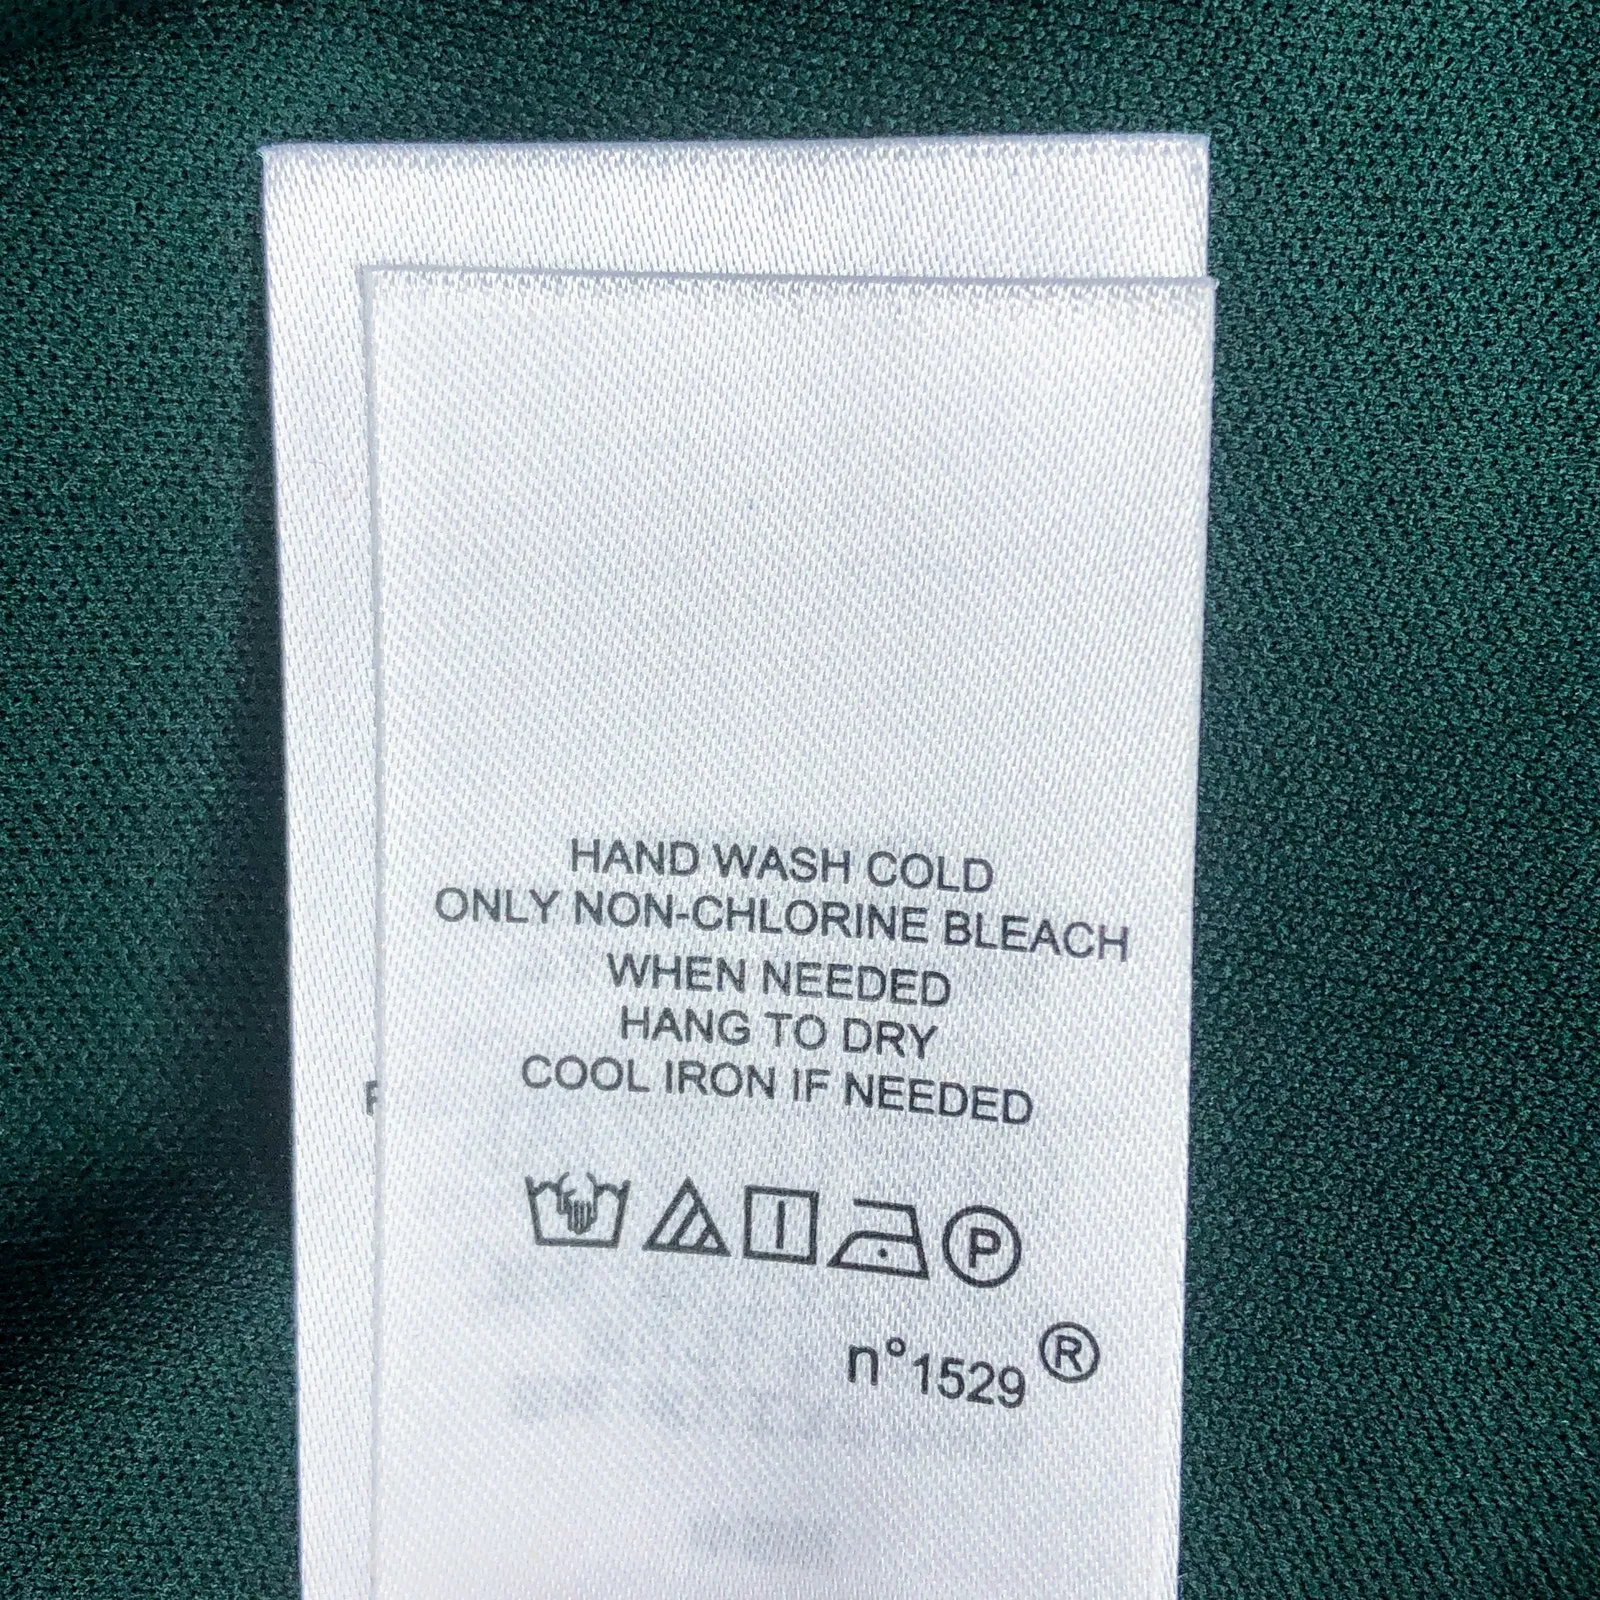 HAND WASH COLD
ONLY NON-CHLORINE BLEACH
WHEN NEEDED
HANG TO DRY
COOL IRON IF NEEDED
P
n°1529 ®